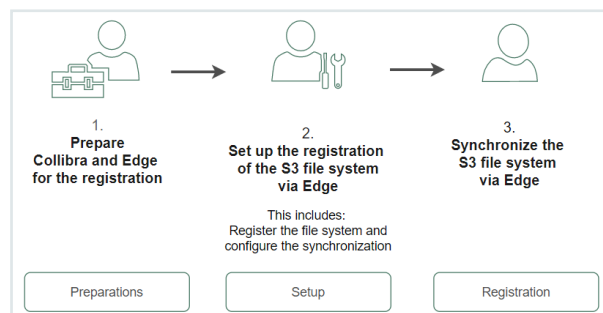 1.
Prepare
Collibra and Edge
for the registration
2.
Set up the registration
of the S3 file system
via Edge
This includes:
Register the file system and
configure the synchronization
3.
Synchronize the
S3 file system
via Edge
Preparations
Setup
Registration